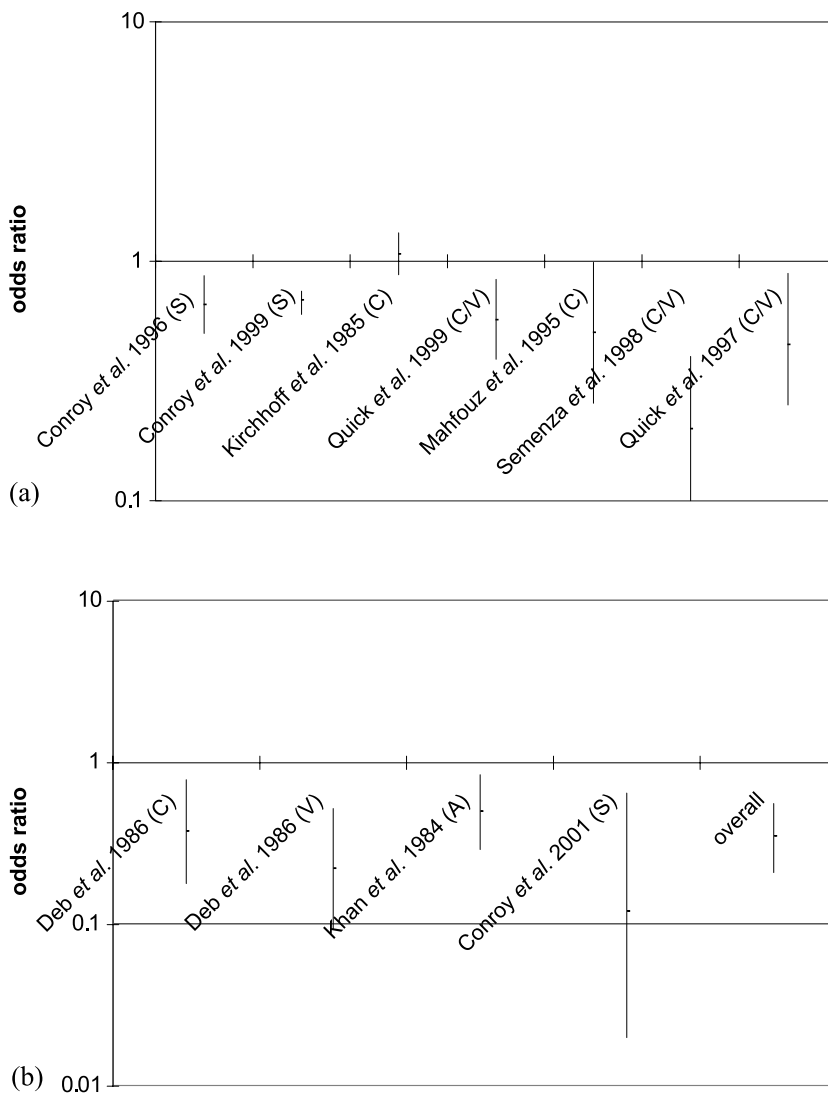 10
odds ratio
1
Conroy et al. 1996 (S)
Conroy et al. 1999 (S)
Kirchhoff et al. 1985 (C)
Quick et al. 1999 (C/V)
Mahfouz et al. 1995 (C)
Semenza et al. 1998 (C/V)
Quick et al. 1997 (C/V)
0.1
(a)
10
odds ratio
1
Deb et al. 1986 (C)
Deb et al. 1986 (V)
Khan et al. 1984 (A)
Conroy et al. 2001 (S)
overall
0.1
0.01
(b)